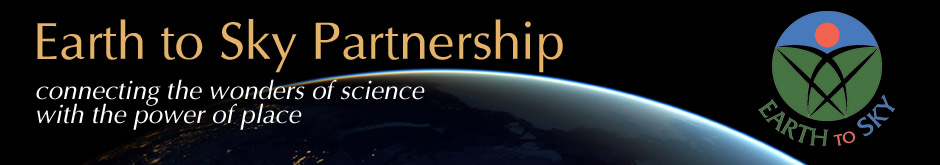 Earth to Sky Partnership
connecting the wonders of science
with the power of place
EARTH TO SKY